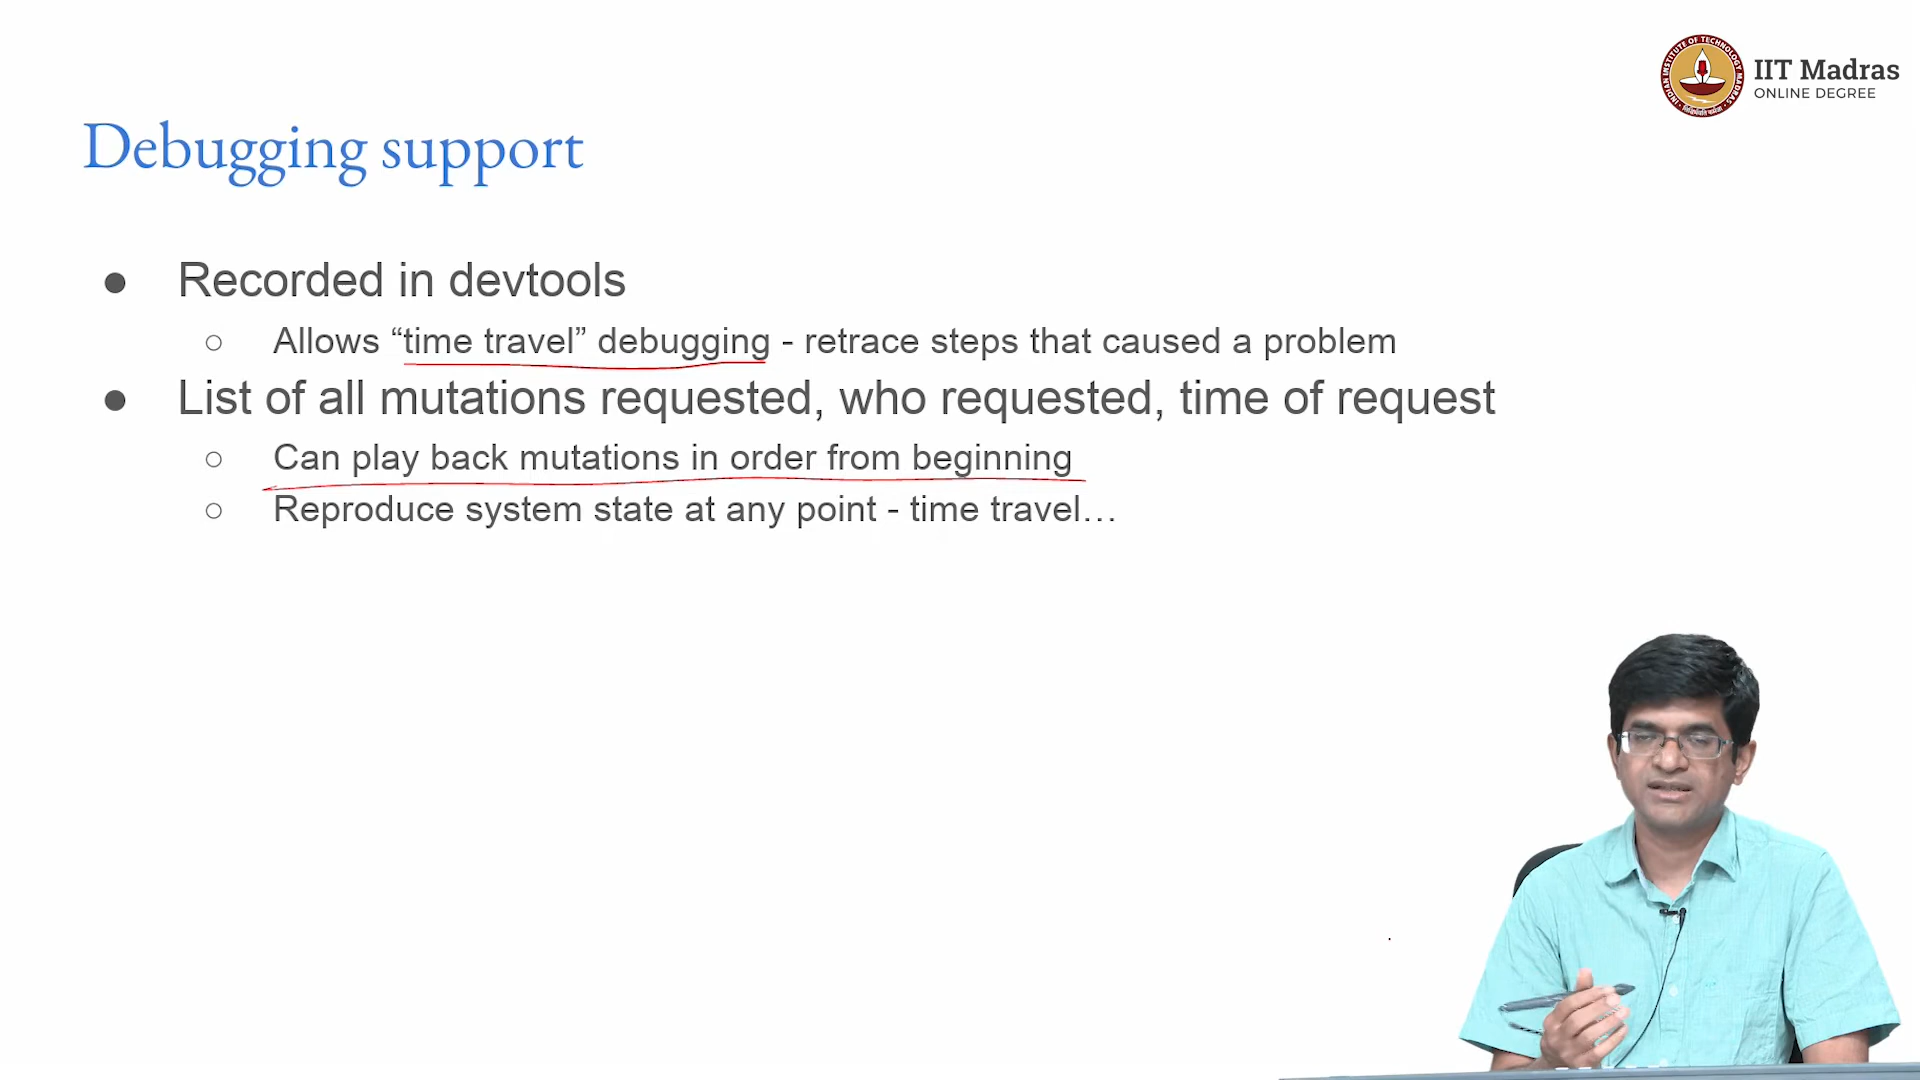 IIT Madras
ONLINE DEGREE
Debugging support
● Recorded in devtools
○ Allows “time travel” debugging - retrace steps that caused a problem
● List of all mutations requested, who requested, time of request
○ Can play back mutations in order from beginning
○ Reproduce system state at any point - time travel…